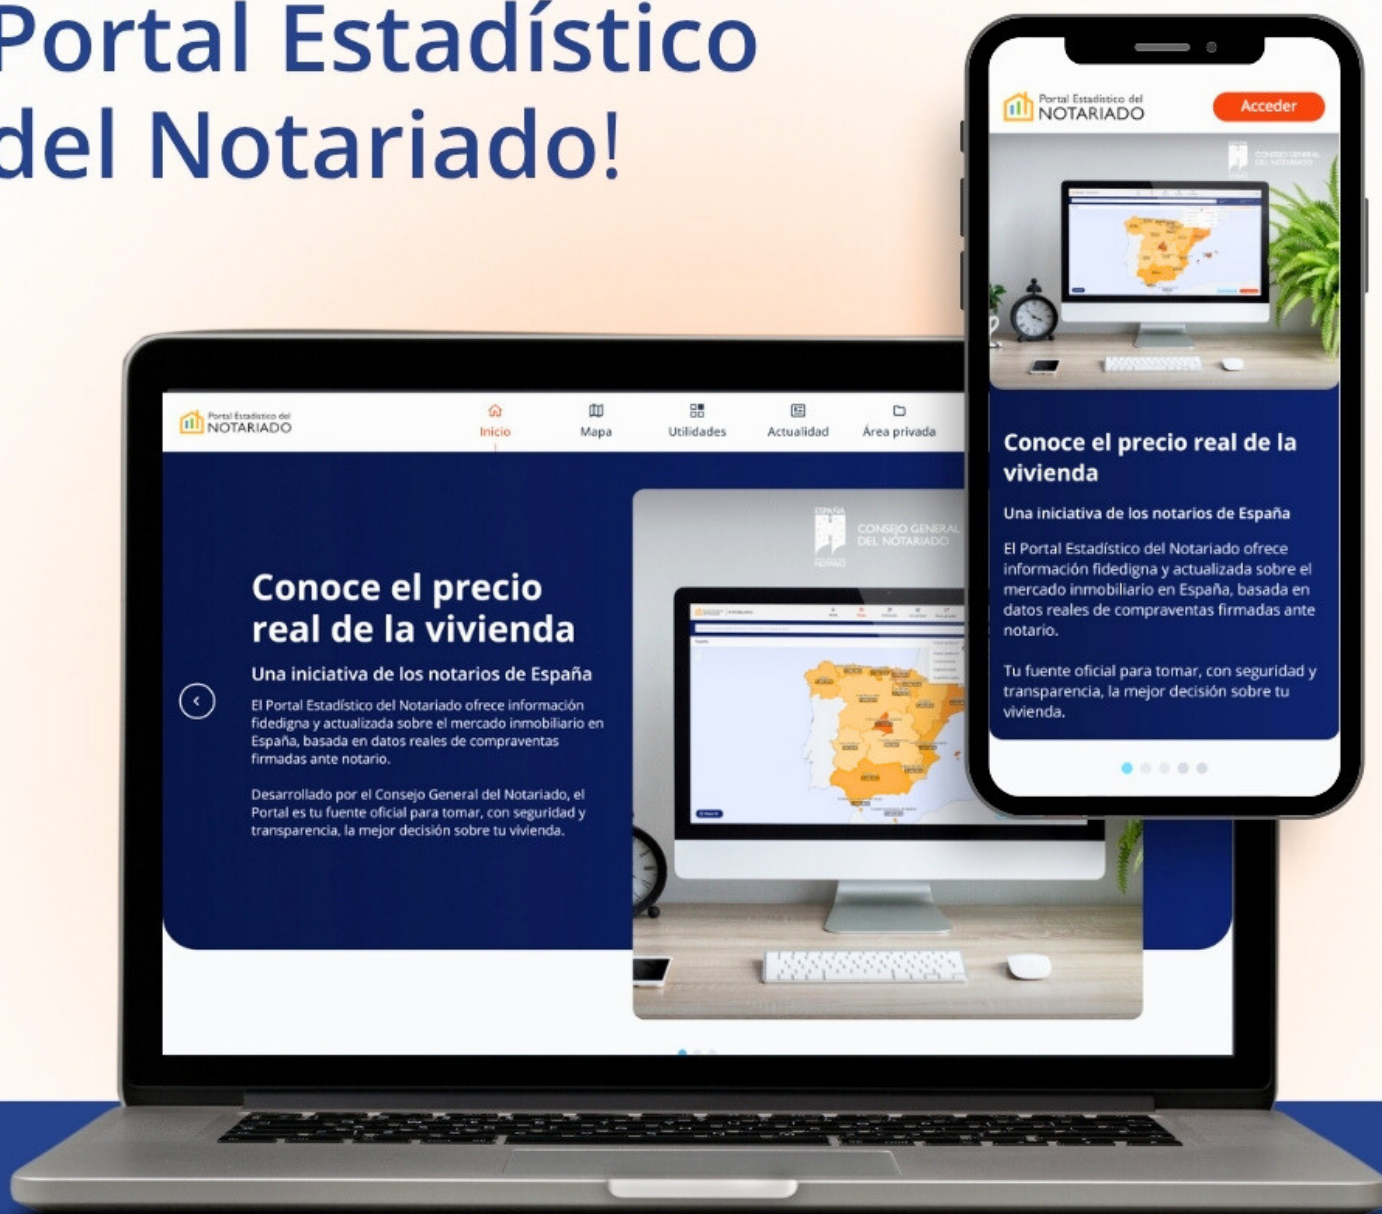 Portal Estadístico
del Notariado!
Portal Estadístico del
NOTARIADO
Acceder
CONSEJO GENERAL
DEL NOTARIADO
Conoce el precio real de la
vivienda
Una iniciativa de los notarios de España
El Portal Estadístico del Notariado ofrece
información fidedigna y actualizada sobre el
mercado inmobiliario en España, basada en
datos reales de compraventas firmadas ante
notario.
Tu fuente oficial para tomar, con seguridad y
transparencia, la mejor decisión sobre tu
vivienda.
Portal Estadístico del
NOTARIADO
Inicio
Mapa
Utilidades
Actualidad
Área privada
Conoce el precio
real de la vivienda
Una iniciativa de los notarios de España
El Portal Estadístico del Notariado ofrece información
fidedigna y actualizada sobre el mercado inmobiliario en
España, basada en datos reales de compraventas
firmadas ante notario.
Desarrollado por el Consejo General del Notariado, el
Portal es tu fuente oficial para tomar, con seguridad y
transparencia, la mejor decisión sobre tu vivienda.
ESPAÑA
CONSEJO GENERAL
DEL NOTARIADO